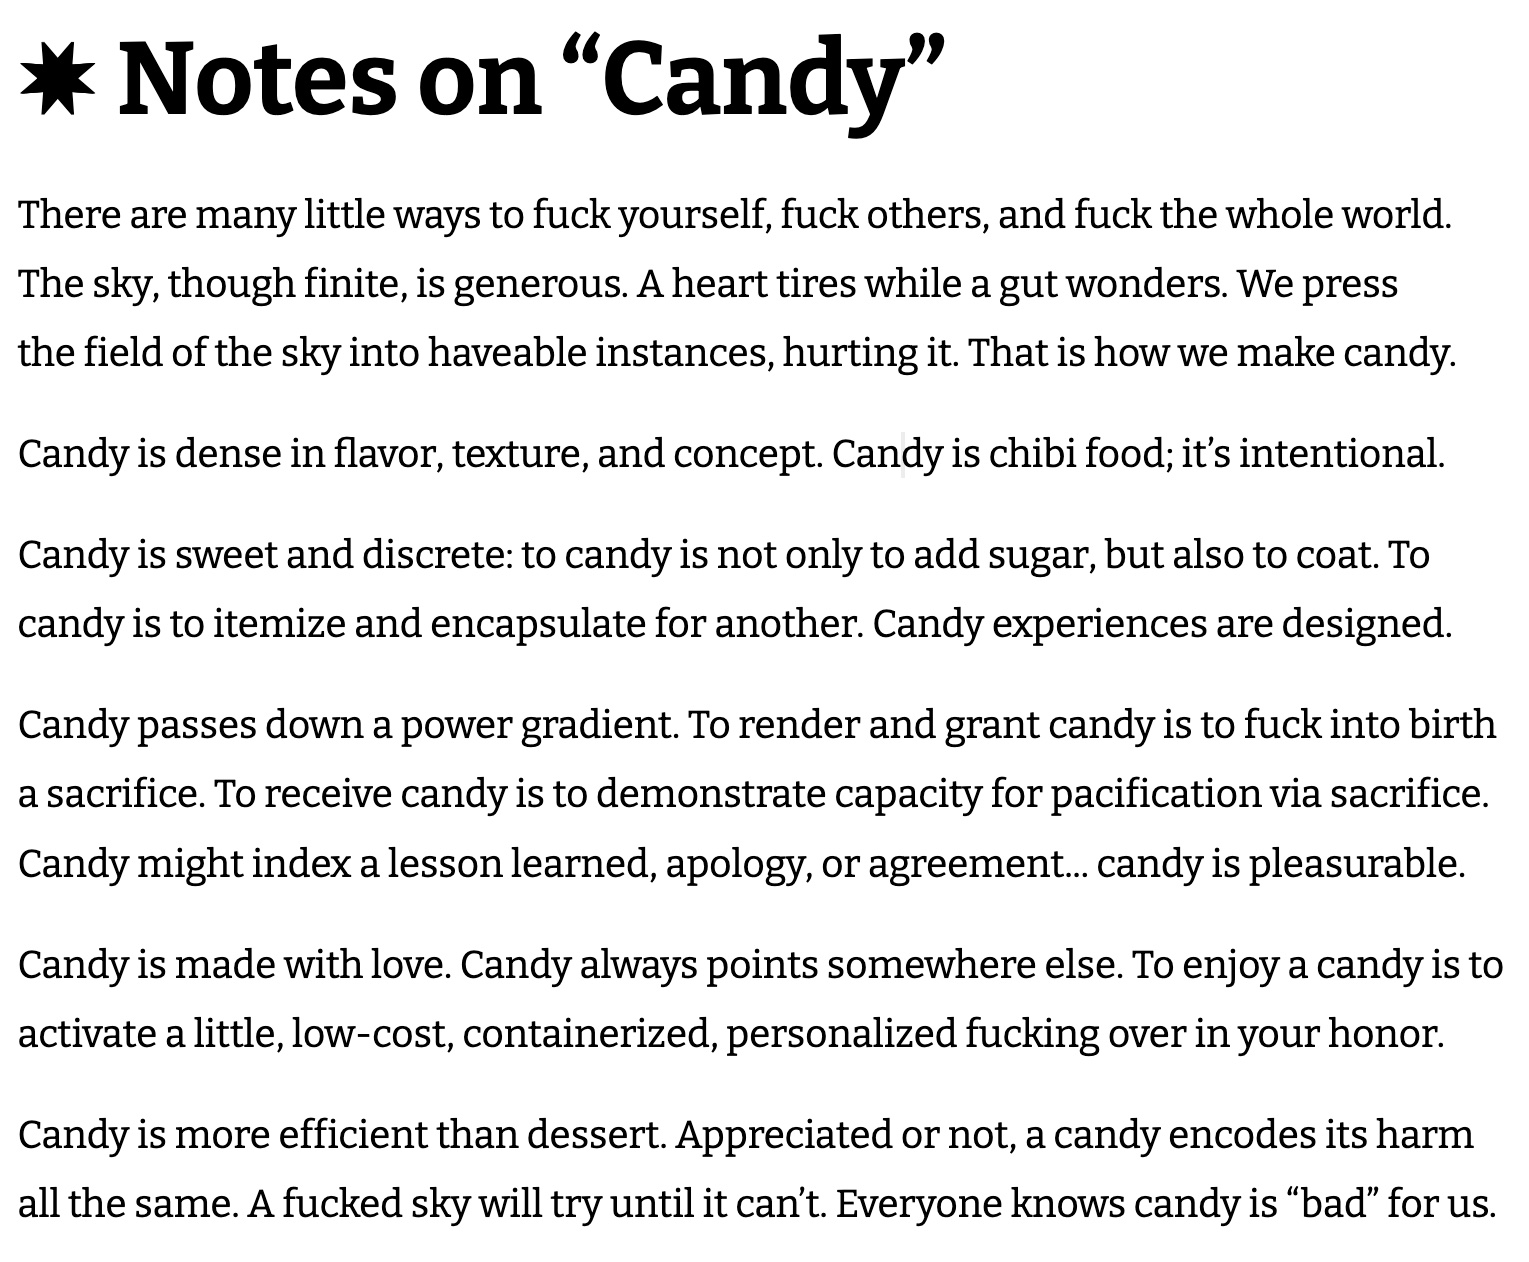 ✷ Notes on “Candy”
There are many little ways to fuck yourself, fuck others, and fuck the whole world.
The sky, though finite, is generous. A heart tires while a gut wonders. We press
the field of the sky into haveable instances, hurting it. That is how we make candy.
Candy is dense in flavor, texture, and concept. Candy is chibi food; it’s intentional.
Candy is sweet and discrete: to candy is not only to add sugar, but also to coat. To
candy is to itemize and encapsulate for another. Candy experiences are designed.
Candy passes down a power gradient. To render and grant candy is to fuck into birth
a sacrifice. To receive candy is to demonstrate capacity for pacification via sacrifice.
Candy might index a lesson learned, apology, or agreement... candy is pleasurable.
Candy is made with love. Candy always points somewhere else. To enjoy a candy is to
activate a little, low-cost, containerized, personalized fucking over in your honor.
Candy is more efficient than dessert. Appreciated or not, a candy encodes its harm
all the same. A fucked sky will try until it can’t. Everyone knows candy is “bad” for us.